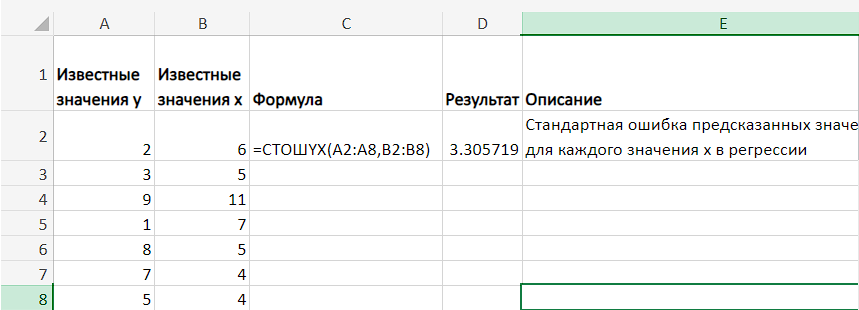 A B C D E
1 Известные значения y Известные значения x Формула Результат Описание
2 2 6 =СТОШYX(A2:A8,B2:B8) 3.305719 Стандартная ошибка предсказанных значе для каждого значения x в регрессии
3 3 5
4 9 11
5 1 7
6 8 5
7 7 4
8 5 4